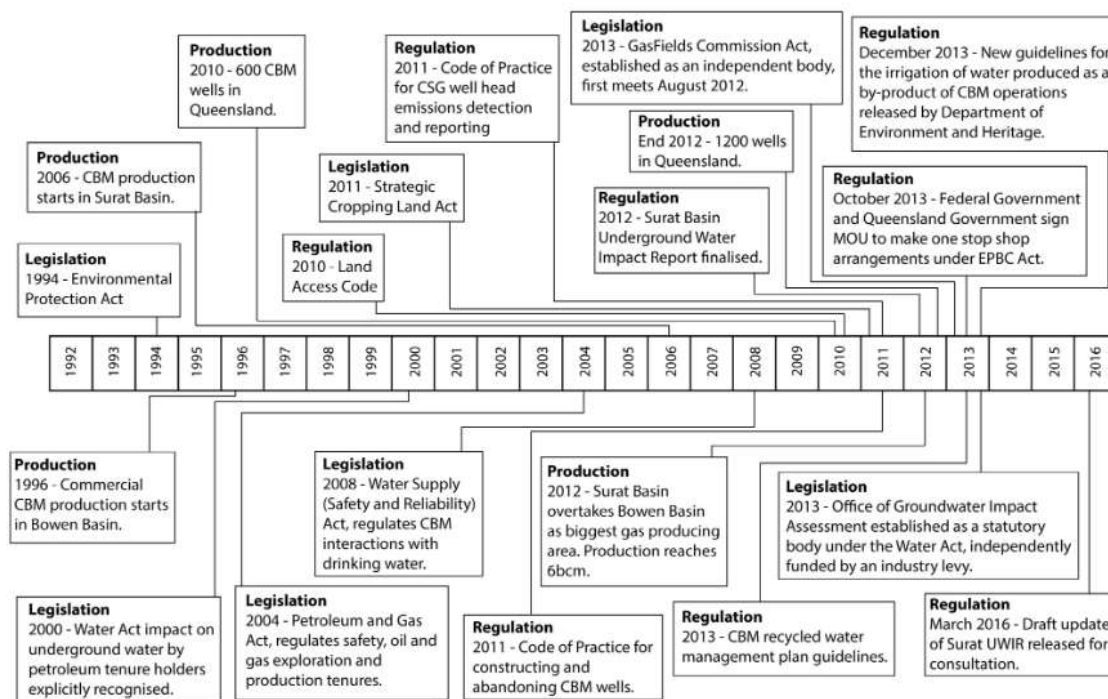 Legislation
2013 - GasFields Commission Act,
established as an independent body,
first meets August 2012.
Regulation
December 2013 - New guidelines for
the irrigation of water produced as a
by-product of CBM operations
released by Department of
Environment and Heritage.
Production
2010 - 600 CBM
wells in
Queensland.
Regulation
2011 - Code of Practice
for CSG well head
emissions detection
and reporting
Production
End 2012 - 1200 wells
in Queensland.
Production
2006 - CBM production
starts in Surat Basin.
Legislation
2011 - Strategic
Cropping Land Act
Regulation
2012 - Surat Basin
Underground Water
Impact Report finalised.
Regulation
October 2013 - Federal Government
and Queensland Government sign
MOU to make one stop shop
arrangements under EPBC Act.
Legislation
1994 - Environmental
Protection Act
Regulation
2010 - Land
Access Code
1992
1993
1994
1995
1996
1997
1998
1999
2000
2001
2002
2003
2004
2005
2006
2007
2008
2009
2010
2011
2012
2013
2014
2015
2016
Production
1996 - Commercial
CBM production starts
in Bowen Basin.
Legislation
2008 - Water Supply
(Safety and Reliability)
Act, regulates CBM
interactions with
drinking water.
Production
2012 - Surat Basin
overtakes Bowen Basin
as biggest gas producing
area. Production reaches
6bcm.
Legislation
2013 - Office of Groundwater Impact
Assessment established as a statutory
body under the Water Act, independently
funded by an industry levy.
Legislation
2000 - Water Act impact on
underground water by
petroleum tenure holders
explicitly recognised.
Legislation
2004 - Petroleum and Gas
Act, regulates safety, oil and
gas exploration and
production tenures.
Regulation
2011 - Code of Practice for
constructing and
abandoning CBM wells.
Regulation
2013 - CBM recycled water
management plan guidelines.
Regulation
March 2016 - Draft update
of Surat UWIR released for
consultation.